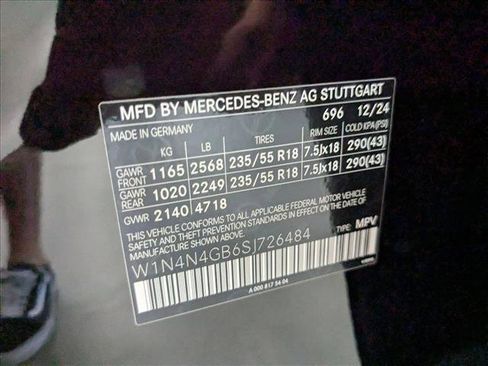 MFD BY MERCEDES-BENZ AG STUTTGART
MADE IN GERMANY 696 12/24
KG LB TIRES RIM SIZE COLD KPA (PSI)
GAWR FRONT 1165 2568 235/55 R18 7.5Jx18 290(43)
GAWR REAR 1020 2249 235/55 R18 7.5Jx18 290(43)
GVWR 2140 4718
THIS VEHICLE CONFORMS TO ALL APPLICABLE FEDERAL MOTOR VEHICLE
SAFETY AND THEFT PREVENTION STANDARDS IN EFFECT ON THE DATE OF
MANUFACTURE SHOWN ABOVE. TYPE: MPV
W1N4N4GB6SJ726484
A 000 817 54 04